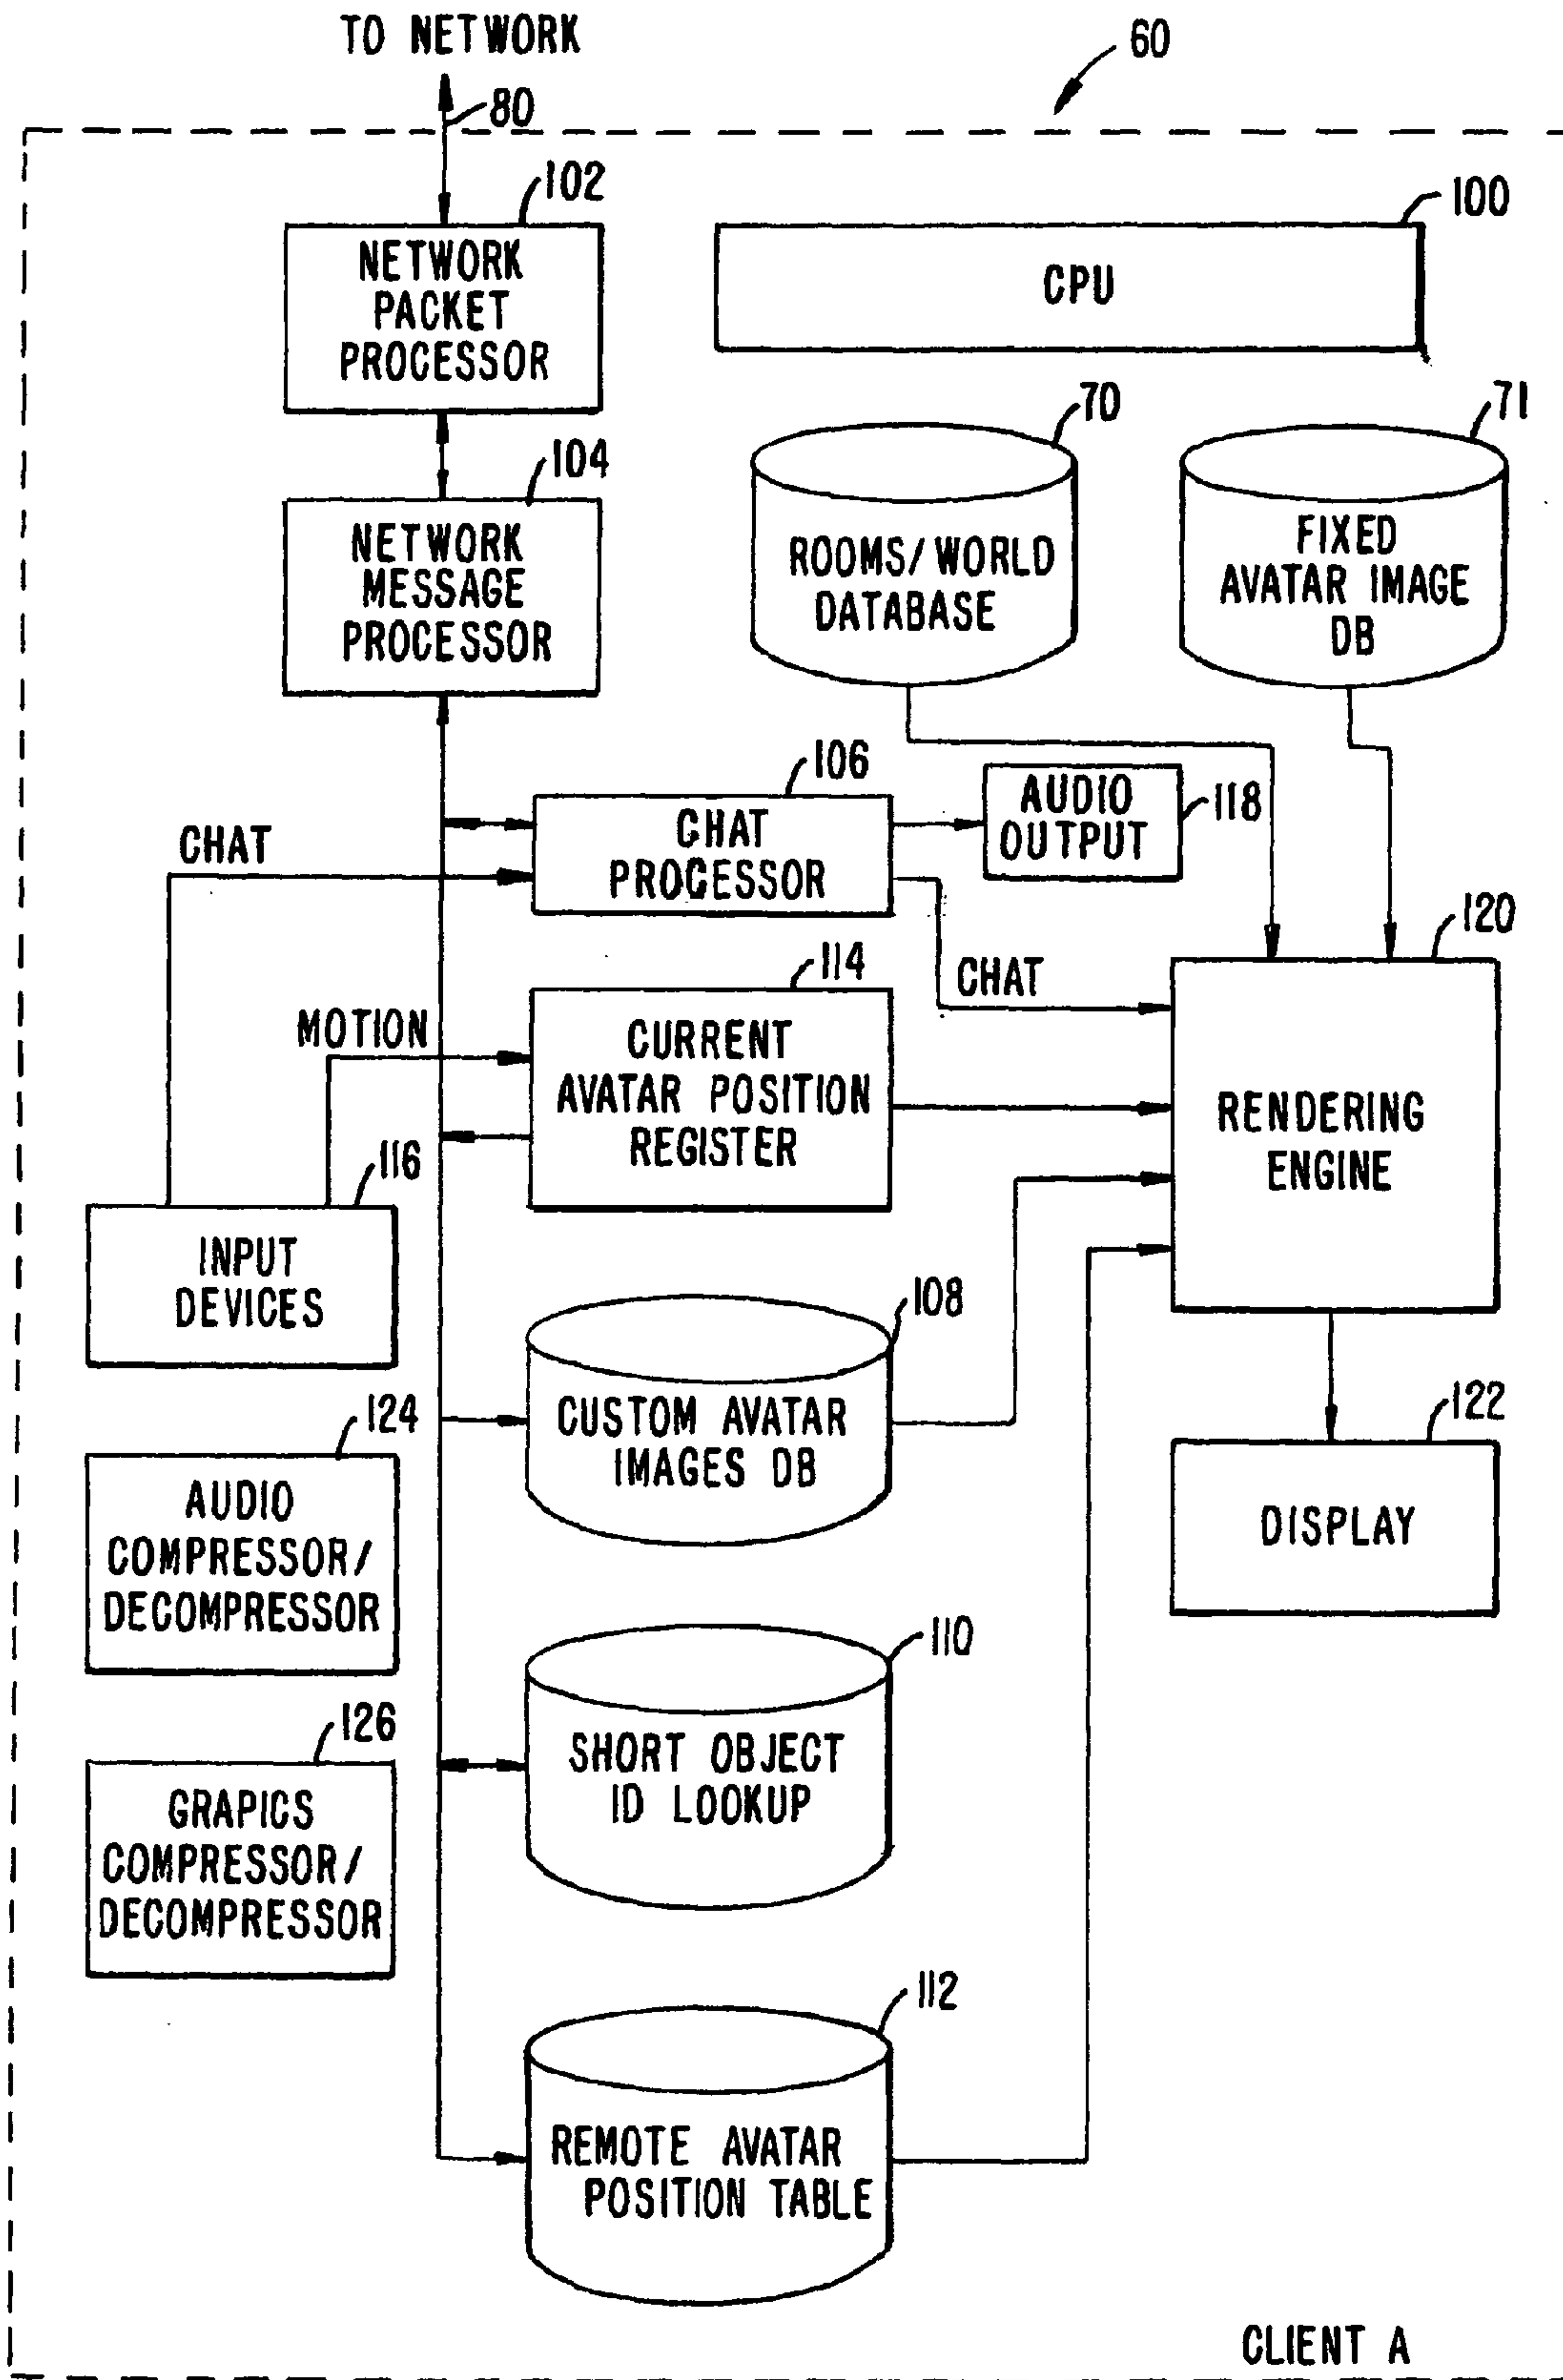 TO NETWORK
60
80
102
NETWORK
PACKET
PROCESSOR
100
CPU
104
NETWORK
MESSAGE
PROCESSOR
70
ROOMS/WORLD
DATABASE
71
FIXED
AVATAR IMAGE
DB
106
CHAT
PROCESSOR
AUDIO
OUTPUT
118
CHAT
114
CURRENT
AVATAR POSITION
REGISTER
MOTION
CHAT
120
RENDERING
ENGINE
116
INPUT
DEVICES
108
CUSTOM AVATAR
IMAGES DB
122
DISPLAY
124
AUDIO
COMPRESSOR/
DECOMPRESSOR
110
SHORT OBJECT
ID LOOKUP
126
GRAPICS
COMPRESSOR/
DECOMPRESSOR
112
REMOTE AVATAR
POSITION TABLE
CLIENT A